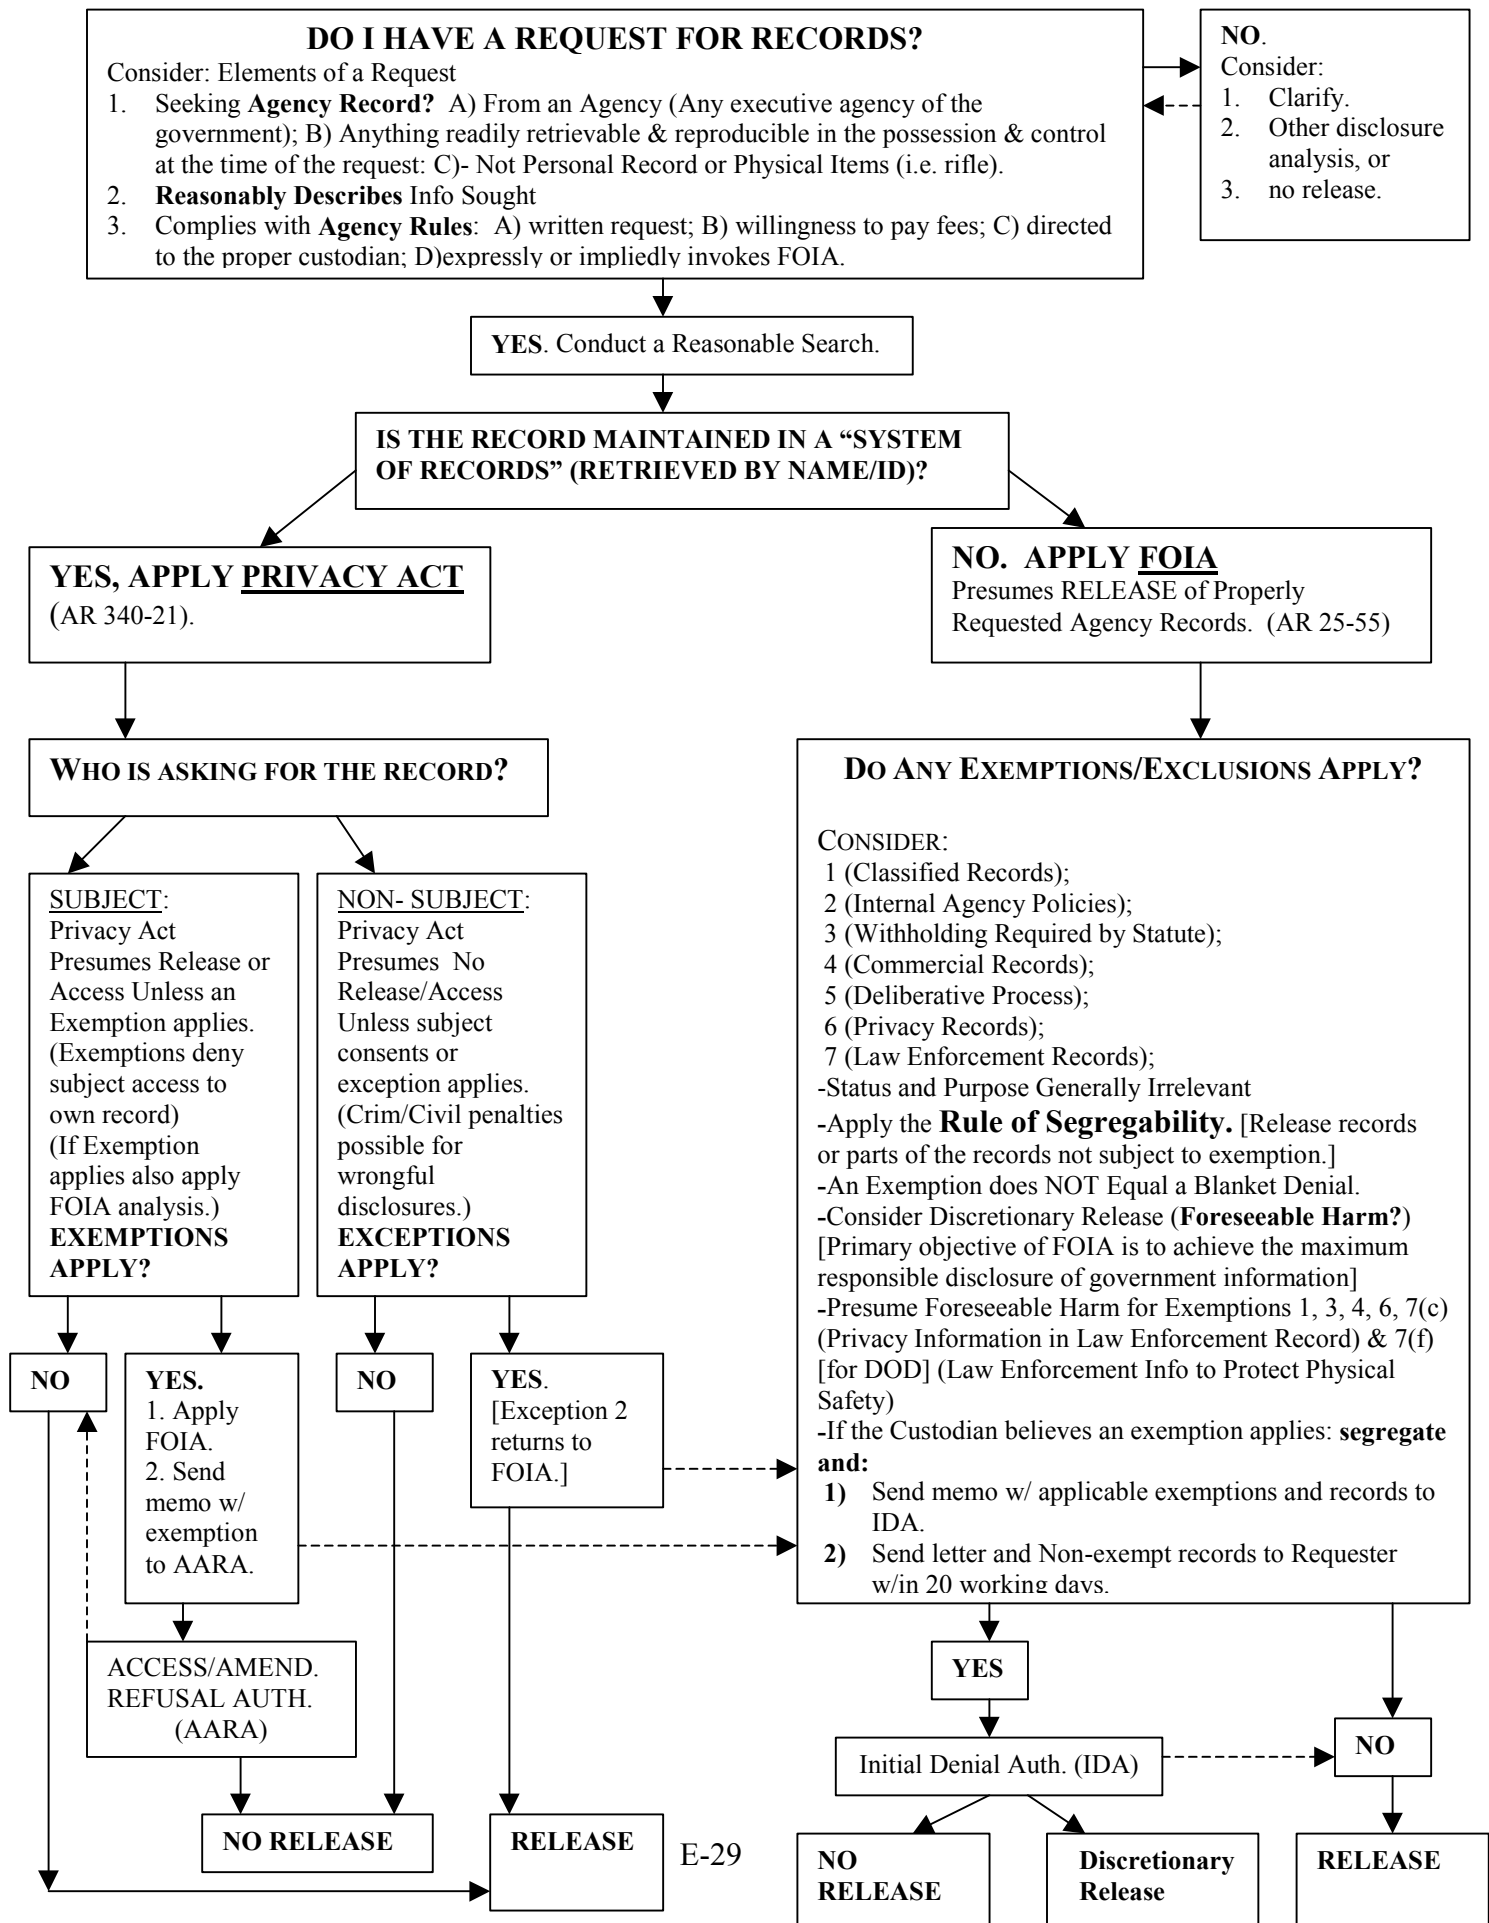 DO I HAVE A REQUEST FOR RECORDS?
Consider: Elements of a Request
1. Seeking Agency Record? A) From an Agency (Any executive agency of the
government); B) Anything readily retrievable & reproducible in the possession & control
at the time of the request: C)- Not Personal Record or Physical Items (i.e. rifle).
2. Reasonably Describes Info Sought
3. Complies with Agency Rules: A) written request; B) willingness to pay fees; C) directed
to the proper custodian; D)expressly or impliedly invokes FOIA.
NO.
Consider:
1. Clarify.
2. Other disclosure
analysis, or
3. no release.
YES. Conduct a Reasonable Search.
IS THE RECORD MAINTAINED IN A “SYSTEM
OF RECORDS” (RETRIEVED BY NAME/ID)?
YES, APPLY PRIVACY ACT
(AR 340-21).
NO. APPLY FOIA
Presumes RELEASE of Properly
Requested Agency Records. (AR 25-55)
WHO IS ASKING FOR THE RECORD?
SUBJECT:
Privacy Act
Presumes Release or
Access Unless an
Exemption applies.
(Exemptions deny
subject access to
own record)
(If Exemption
applies also apply
FOIA analysis.)
EXEMPTIONS
APPLY?
NON- SUBJECT:
Privacy Act
Presumes No
Release/Access
Unless subject
consents or
exception applies.
(Crim/Civil penalties
possible for
wrongful
disclosures.)
EXCEPTIONS
APPLY?
DO ANY EXEMPTIONS/EXCLUSIONS APPLY?
CONSIDER:
1 (Classified Records);
2 (Internal Agency Policies);
3 (Withholding Required by Statute);
4 (Commercial Records);
5 (Deliberative Process);
6 (Privacy Records);
7 (Law Enforcement Records);
-Status and Purpose Generally Irrelevant
-Apply the Rule of Segregability. [Release records
or parts of the records not subject to exemption.]
-An Exemption does NOT Equal a Blanket Denial.
-Consider Discretionary Release (Foreseeable Harm?)
[Primary objective of FOIA is to achieve the maximum
responsible disclosure of government information]
-Presume Foreseeable Harm for Exemptions 1, 3, 4, 6, 7(c)
(Privacy Information in Law Enforcement Record) & 7(f)
[for DOD] (Law Enforcement Info to Protect Physical
Safety)
-If the Custodian believes an exemption applies: segregate
and:
1) Send memo w/ applicable exemptions and records to
IDA.
2) Send letter and Non-exempt records to Requester
w/in 20 working days.
NO
YES.
1. Apply
FOIA.
2. Send
memo w/
exemption
to AARA.
NO
YES.
[Exception 2
returns to
FOIA.]
ACCESS/AMEND.
REFUSAL AUTH.
(AARA)
YES
NO
Initial Denial Auth. (IDA)
NO RELEASE
RELEASE
E-29
NO
RELEASE
Discretionary
Release
RELEASE